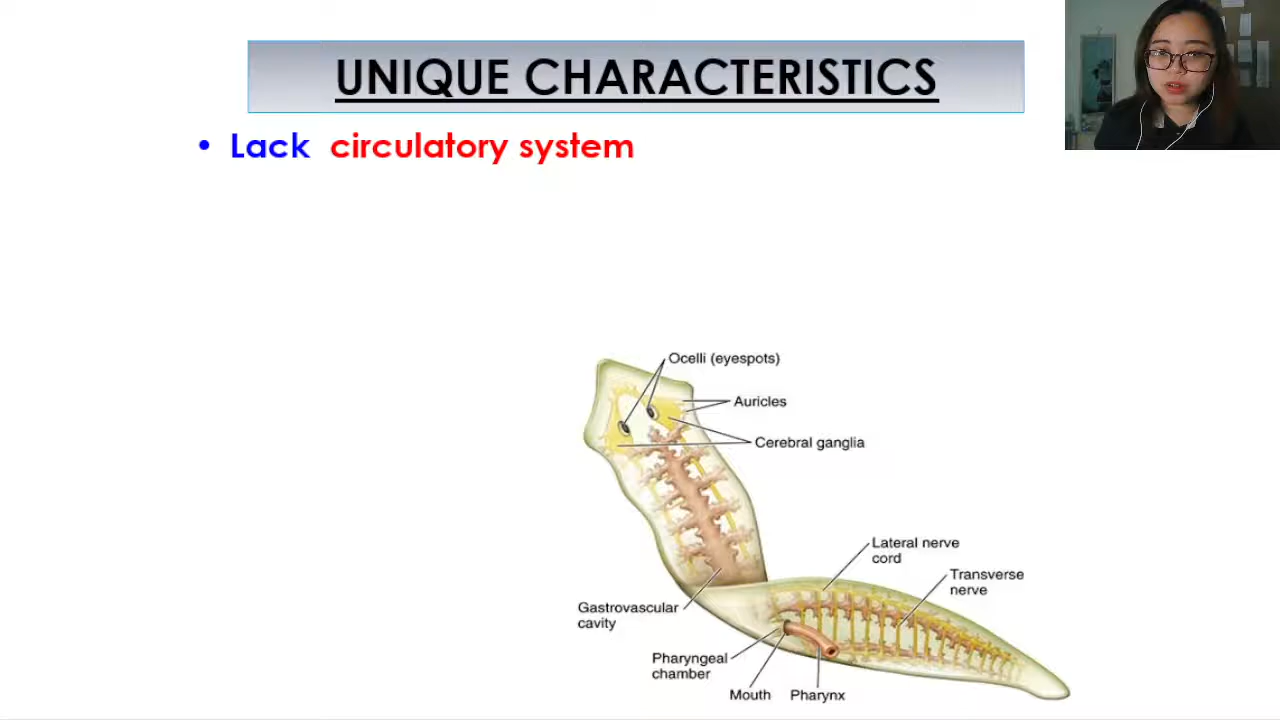 UNIQUE CHARACTERISTICS
• Lack circulatory system
Ocelli (eyespots)
Auricles
Cerebral ganglia
Lateral nerve
cord
Transverse
nerve
Gastrovascular
cavity
Pharyngeal
chamber
Mouth
Pharynx